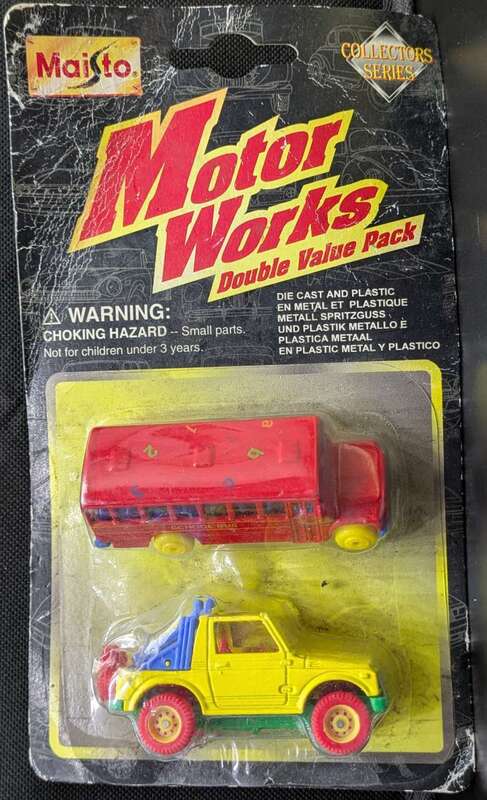 Maisto
COLLECTORS
SERIES
Motor
Works
Double Value Pack
⚠ WARNING:
CHOKING HAZARD -- Small parts.
Not for children under 3 years.
DIE CAST AND PLASTIC
EN METAL ET PLASTIQUE
METALL SPRITZGUSS
UND PLASTIK METALLO E
PLASTICA METAAL
EN PLASTIC METAL Y PLASTICO
SCHOOL BUS